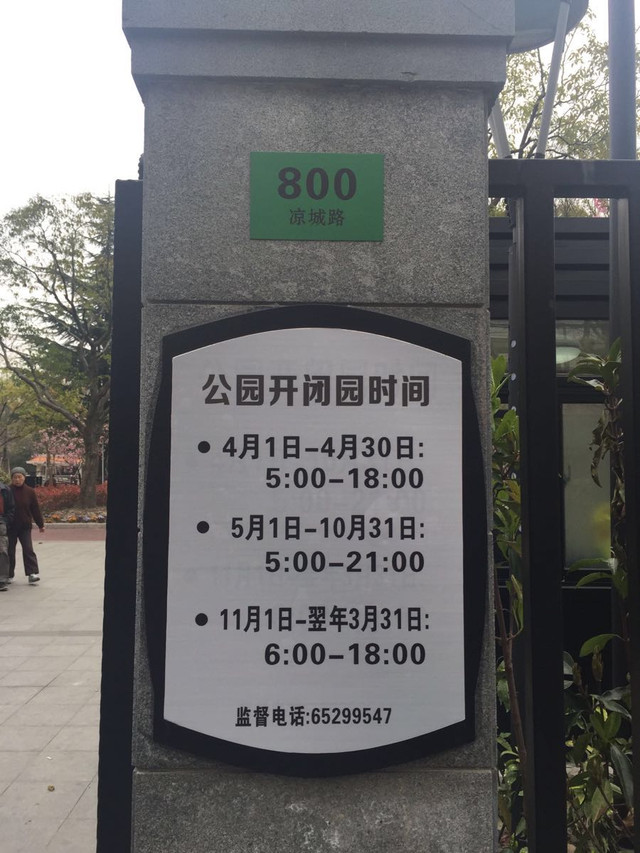 800
凉城路
公园开闭园时间
● 4月1日-4月30日:
5:00-18:00
● 5月1日-10月31日:
5:00-21:00
● 11月1日-翌年3月31日:
6:00-18:00
监督电话:65299547